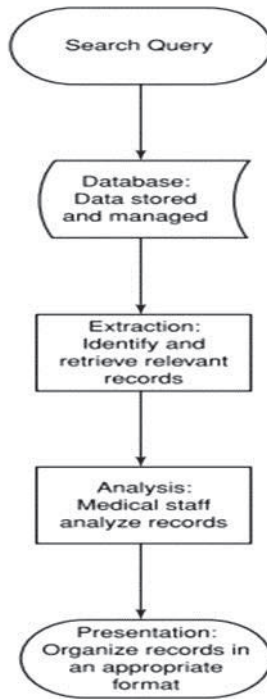 Search Query
Database:
Data stored
and managed
Extraction:
Identify and
retrieve relevant
records
Analysis:
Medical staff
analyze records
Presentation:
Organize records in
an appropriate
format